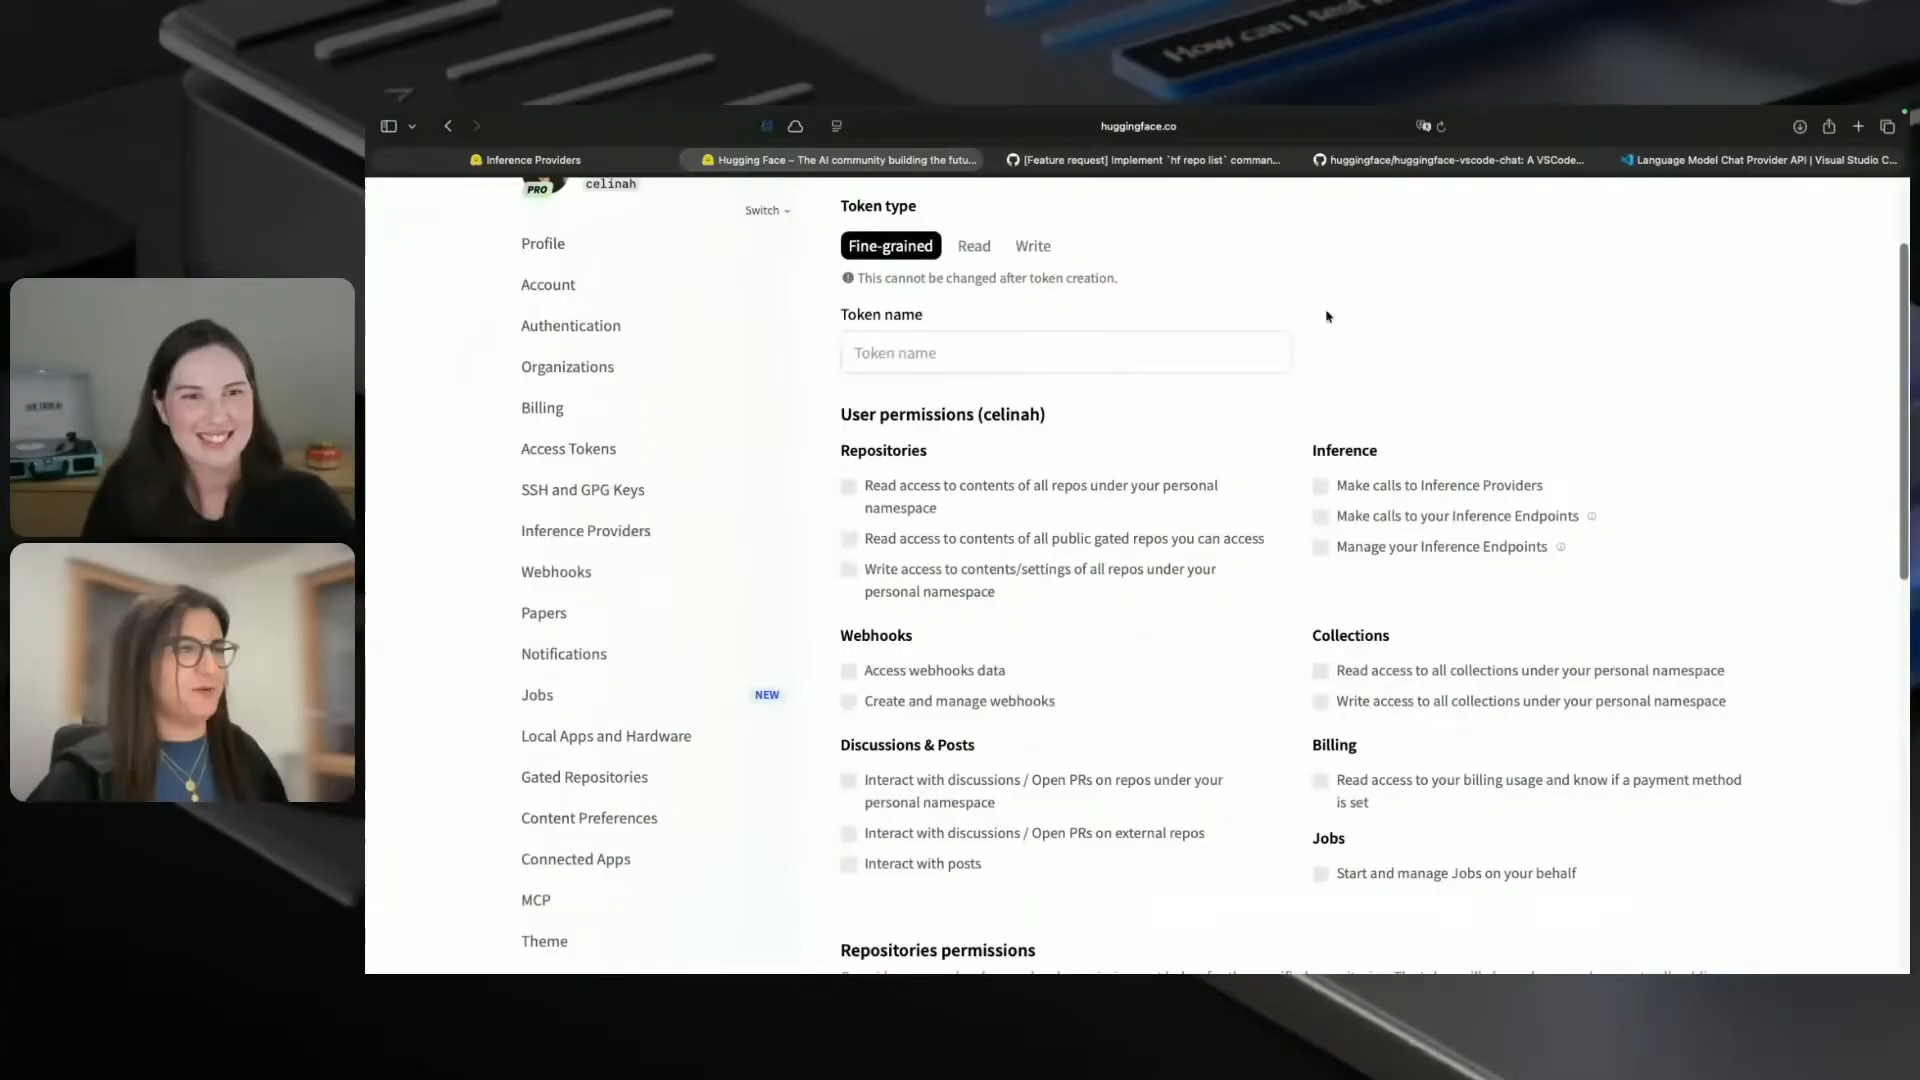 How can I test
huggingface.co
Inference Providers
Hugging Face – The AI community building the futu...
[Feature request] Implement `hf repo list` comman...
huggingface/huggingface-vscode-chat: A VSCode...
Language Model Chat Provider API | Visual Studio C...
PRO
celinah
Switch
Profile
Account
Authentication
Organizations
Billing
Access Tokens
SSH and GPG Keys
Inference Providers
Webhooks
Papers
Notifications
Jobs
NEW
Local Apps and Hardware
Gated Repositories
Content Preferences
Connected Apps
MCP
Theme
Token type
Fine-grained
Read
Write
This cannot be changed after token creation.
Token name
Token name
User permissions (celinah)
Repositories
Read access to contents of all repos under your personal
namespace
Read access to contents of all public gated repos you can access
Write access to contents/settings of all repos under your
personal namespace
Inference
Make calls to Inference Providers
Make calls to your Inference Endpoints
Manage your Inference Endpoints
Webhooks
Access webhooks data
Create and manage webhooks
Collections
Read access to all collections under your personal namespace
Write access to all collections under your personal namespace
Discussions & Posts
Interact with discussions / Open PRs on repos under your
personal namespace
Interact with discussions / Open PRs on external repos
Interact with posts
Billing
Read access to your billing usage and know if a payment method
is set
Jobs
Start and manage Jobs on your behalf
Repositories permissions